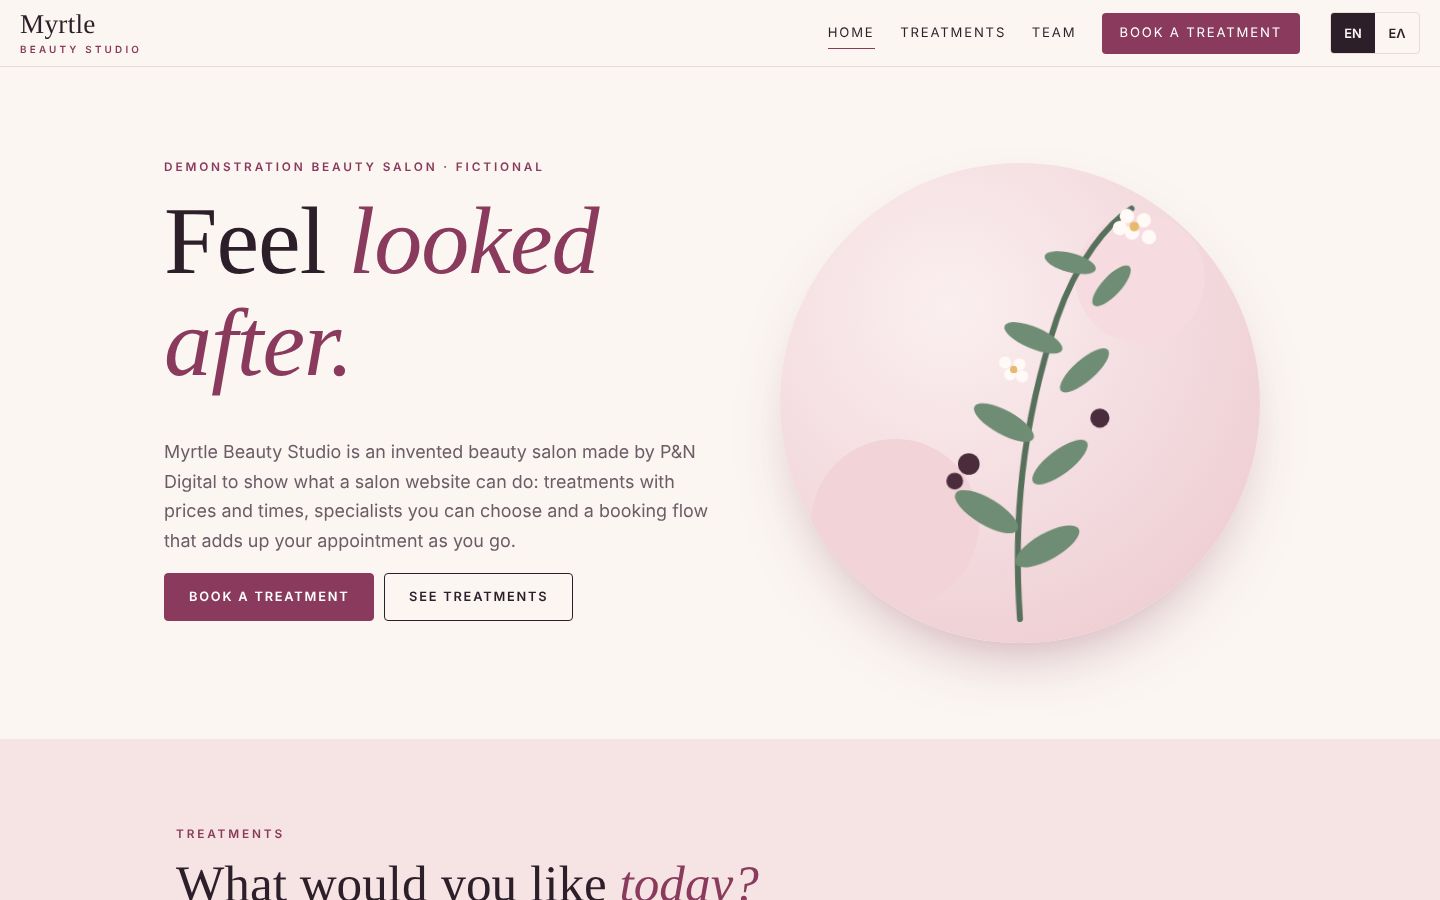 Myrtle
BEAUTY STUDIO
HOME
TREATMENTS
TEAM
BOOK A TREATMENT
EN
ΕΛ
DEMONSTRATION BEAUTY SALON · FICTIONAL
Feel looked
after.
Myrtle Beauty Studio is an invented beauty salon made by P&N
Digital to show what a salon website can do: treatments with
prices and times, specialists you can choose and a booking flow
that adds up your appointment as you go.
BOOK A TREATMENT
SEE TREATMENTS
TREATMENTS
What would you like today?